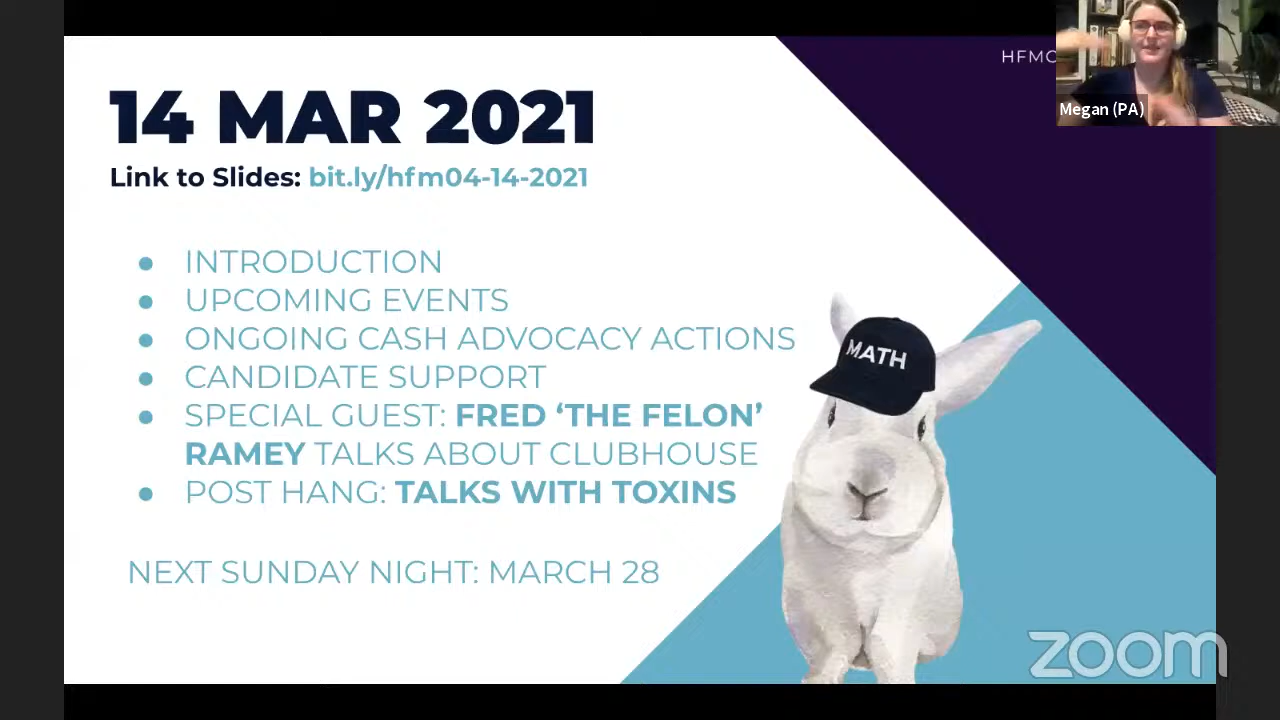 14 MAR 2021
HFMC
Megan (PA)
Link to Slides: bit.ly/hfm04-14-2021
● INTRODUCTION
● UPCOMING EVENTS
● ONGOING CASH ADVOCACY ACTIONS
● CANDIDATE SUPPORT
● SPECIAL GUEST: FRED ‘THE FELON’
RAMEY TALKS ABOUT CLUBHOUSE
● POST HANG: TALKS WITH TOXINS
NEXT SUNDAY NIGHT: MARCH 28
MATH
zoom